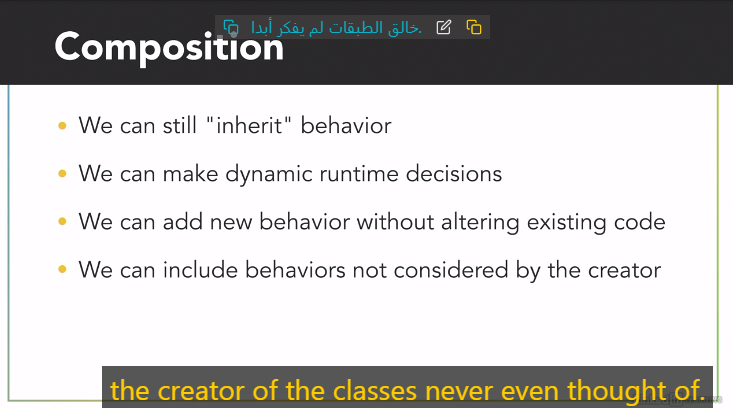 خالق الطبقات لم يفكر أبدا.
Composition
We can still "inherit" behavior
We can make dynamic runtime decisions
We can add new behavior without altering existing code
We can include behaviors not considered by the creator
the creator of the classes never even thought of.